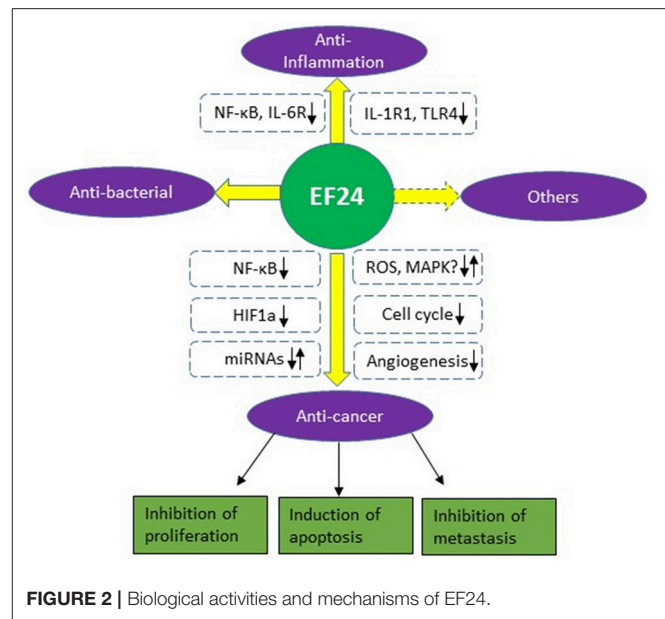 Anti-
Inflammation
NF-κB, IL-6R↓
IL-1R1, TLR4↓
Anti-bacterial
EF24
Others
NF-κB↓
ROS, MAPK?↓↑
HIF1a↓
Cell cycle↓
miRNAs↓↑
Angiogenesis↓
Anti-cancer
Inhibition of
proliferation
Induction of
apoptosis
Inhibition of
metastasis
FIGURE 2 | Biological activities and mechanisms of EF24.